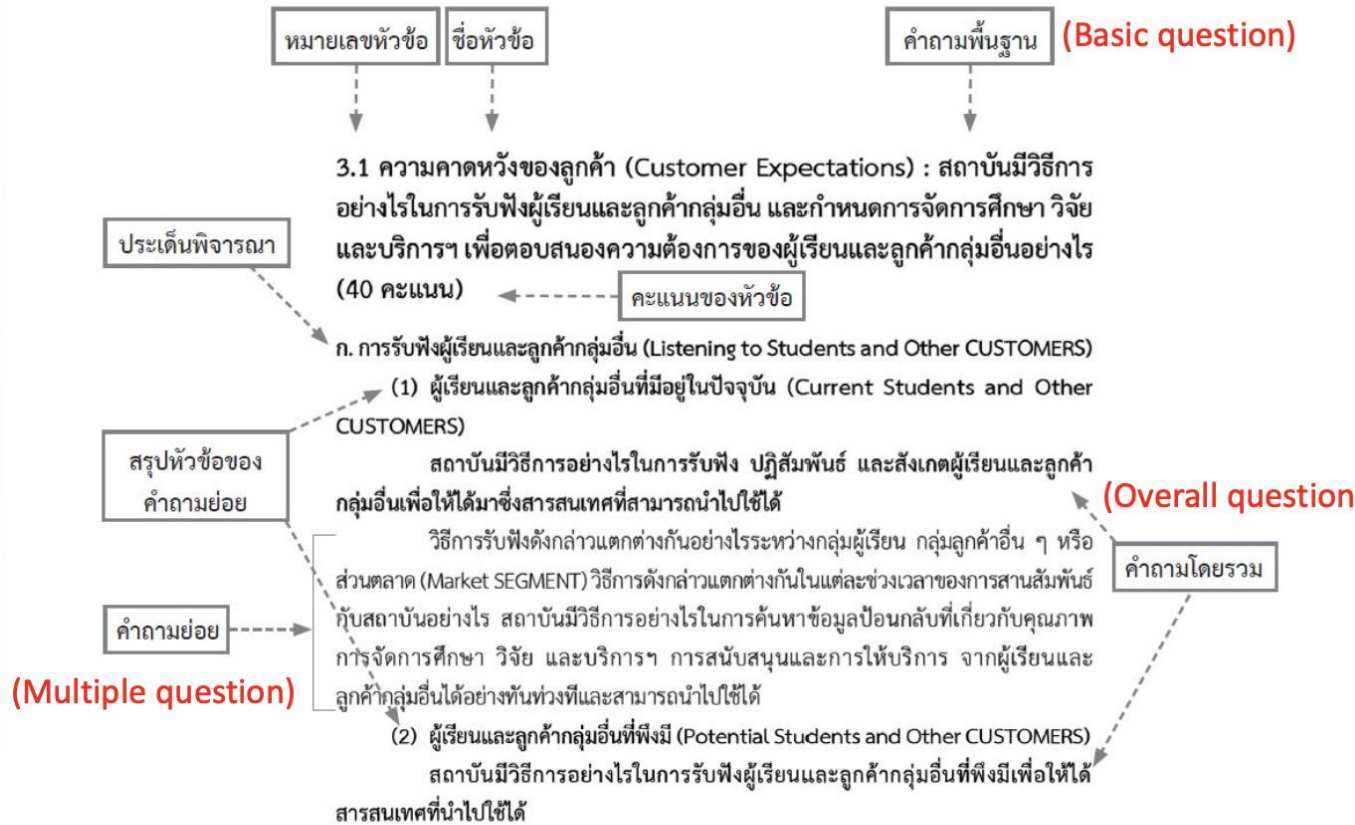 หมายเลขหัวข้อ
ชื่อหัวข้อ
คำถามพื้นฐาน
(Basic question)
3.1 ความคาดหวังของลูกค้า (Customer Expectations) : สถาบันมีวิธีการ
อย่างไรในการรับฟังผู้เรียนและลูกค้ากลุ่มอื่น และกำหนดการจัดการศึกษา วิจัย
และบริการฯ เพื่อตอบสนองความต้องการของผู้เรียนและลูกค้ากลุ่มอื่นอย่างไร
(40 คะแนน)
คะแนนของหัวข้อ
ประเด็นพิจารณา
ก. การรับฟังผู้เรียนและลูกค้ากลุ่มอื่น (Listening to Students and Other CUSTOMERS)
(1) ผู้เรียนและลูกค้ากลุ่มอื่นที่มีอยู่ในปัจจุบัน (Current Students and Other
CUSTOMERS)
สรุปหัวข้อของ
คำถามย่อย
สถาบันมีวิธีการอย่างไรในการรับฟัง ปฏิสัมพันธ์ และสังเกตผู้เรียนและลูกค้า
กลุ่มอื่นเพื่อให้ได้มาซึ่งสารสนเทศที่สามารถนำไปใช้ได้
(Overall question
คำถามโดยรวม
วิธีการรับฟังดังกล่าวแตกต่างกันอย่างไรระหว่างกลุ่มผู้เรียน กลุ่มลูกค้าอื่น ๆ หรือ
ส่วนตลาด (Market SEGMENT) วิธีการดังกล่าวแตกต่างกันในแต่ละช่วงเวลาของการสานสัมพันธ์
กับสถาบันอย่างไร สถาบันมีวิธีการอย่างไรในการค้นหาข้อมูลป้อนกลับที่เกี่ยวกับคุณภาพ
การจัดการศึกษา วิจัย และบริการฯ การสนับสนุนและการให้บริการ จากผู้เรียนและ
ลูกค้ากลุ่มอื่นได้อย่างทันท่วงทีและสามารถนำไปใช้ได้
คำถามย่อย
(Multiple question)
(2) ผู้เรียนและลูกค้ากลุ่มอื่นที่พึงมี (Potential Students and Other CUSTOMERS)
สถาบันมีวิธีการอย่างไรในการรับฟังผู้เรียนและลูกค้ากลุ่มอื่นที่พึงมีเพื่อให้ได้
สารสนเทศที่นำไปใช้ได้